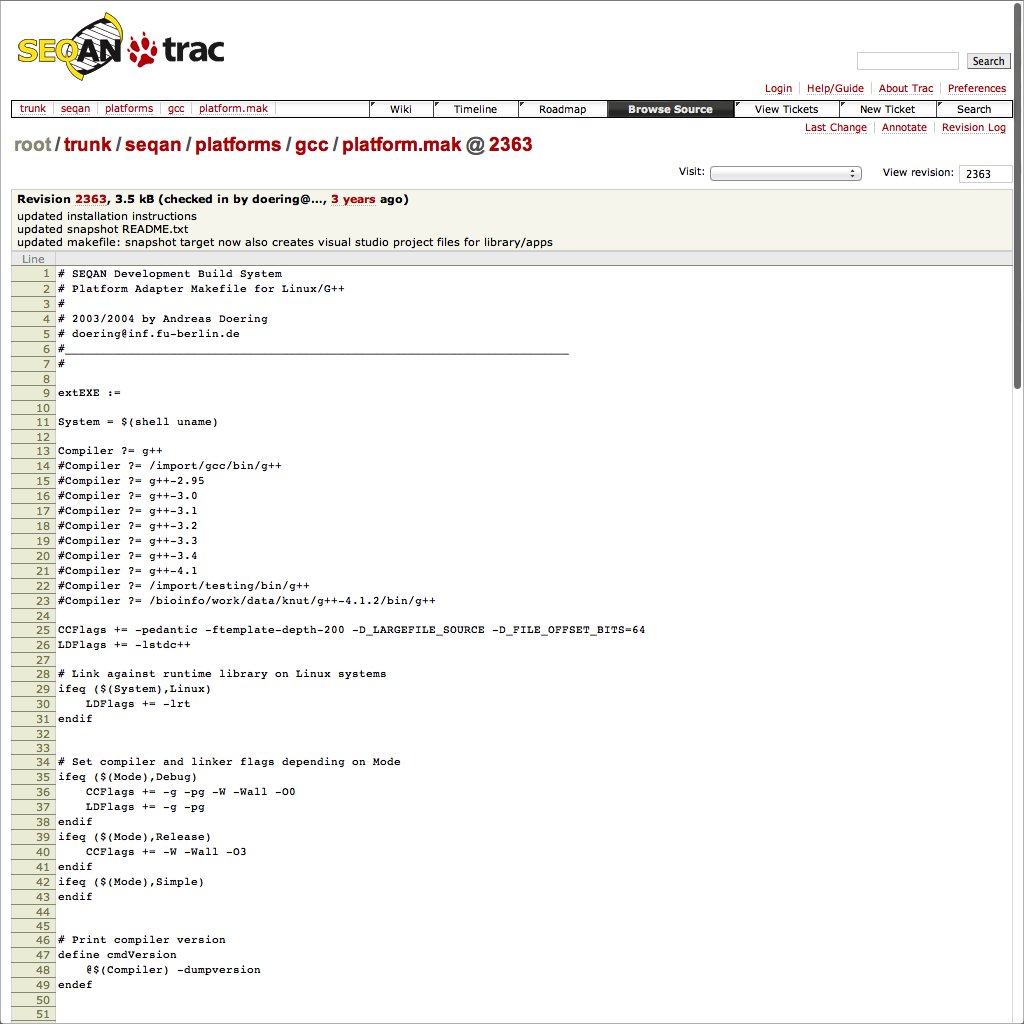 SEQAN trac
Search
Login Help/Guide About Trac Preferences
trunk seqan platforms gcc platform.mak Wiki Timeline Roadmap Browse Source View Tickets New Ticket Search
Last Change Annotate Revision Log
root/trunk/seqan/platforms/gcc/platform.mak @ 2363
Visit: View revision: 2363
Revision 2363, 3.5 kB (checked in by doering@..., 3 years ago)
updated installation instructions
updated snapshot README.txt
updated makefile: snapshot target now also creates visual studio project files for library/apps
Line
1 # SEQAN Development Build System
2 # Platform Adapter Makefile for Linux/G++
3 #
4 # 2003/2004 by Andreas Doering
5 # doering@inf.fu-berlin.de
6 #________________________________________________________________________
7 #
8
9 extEXE :=
10
11 System = $(shell uname)
12
13 Compiler ?= g++
14 #Compiler ?= /import/gcc/bin/g++
15 #Compiler ?= g++-2.95
16 #Compiler ?= g++-3.0
17 #Compiler ?= g++-3.1
18 #Compiler ?= g++-3.2
19 #Compiler ?= g++-3.3
20 #Compiler ?= g++-3.4
21 #Compiler ?= g++-4.1
22 #Compiler ?= /import/testing/bin/g++
23 #Compiler ?= /bioinfo/work/data/knut/g++-4.1.2/bin/g++
24
25 CCFlags += -pedantic -ftemplate-depth-200 -D_LARGEFILE_SOURCE -D_FILE_OFFSET_BITS=64
26 LDFlags += -lstdc++
27
28 # Link against runtime library on Linux systems
29 ifeq ($(System),Linux)
30 LDFlags += -lrt
31 endif
32
33
34 # Set compiler and linker flags depending on Mode
35 ifeq ($(Mode),Debug)
36 CCFlags += -g -pg -W -Wall -O0
37 LDFlags += -g -pg
38 endif
39 ifeq ($(Mode),Release)
40 CCFlags += -W -Wall -O3
41 endif
42 ifeq ($(Mode),Simple)
43 endif
44
45
46 # Print compiler version
47 define cmdVersion
48 @$(Compiler) -dumpversion
49 endef
50
51